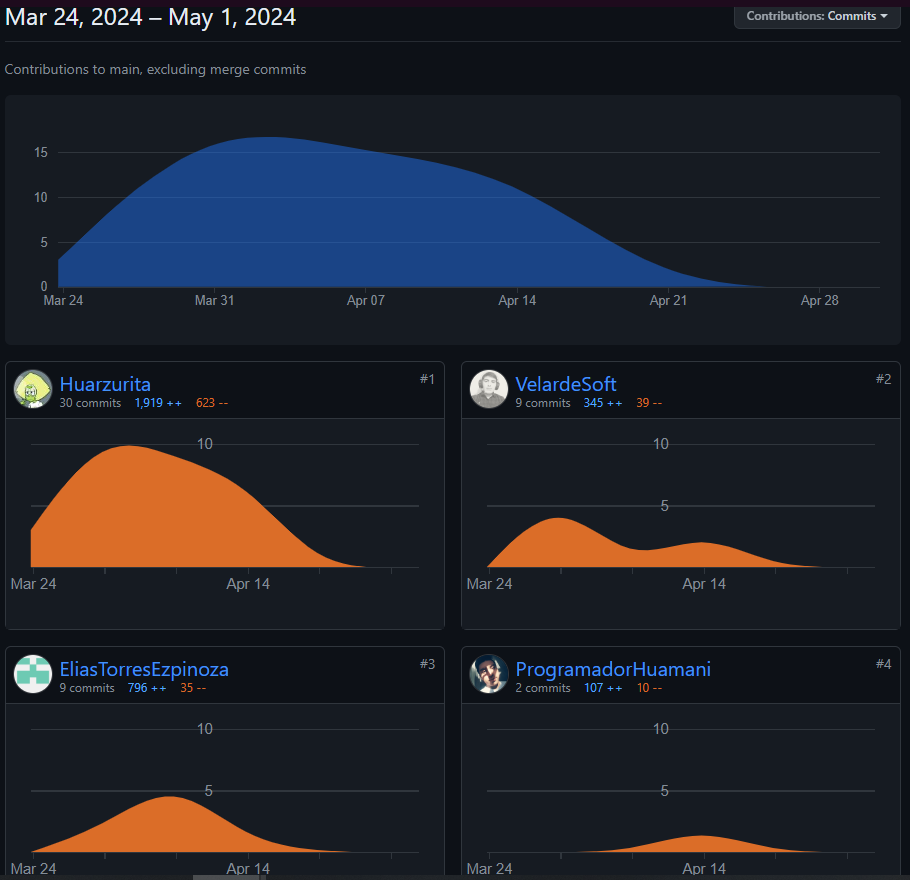 Mar 24, 2024 – May 1, 2024
Contributions: Commits
Contributions to main, excluding merge commits
15
10
5
0
Mar 24 Mar 31 Apr 07 Apr 14 Apr 21 Apr 28
Huarzurita #1
30 commits 1,919 ++ 623 --
10
Mar 24 Apr 14
VelardeSoft #2
9 commits 345 ++ 39 --
10
5
Mar 24 Apr 14
EliasTorresEzpinoza #3
9 commits 796 ++ 35 --
10
5
Mar 24 Apr 14
ProgramadorHuamani #4
2 commits 107 ++ 10 --
10
5
Mar 24 Apr 14